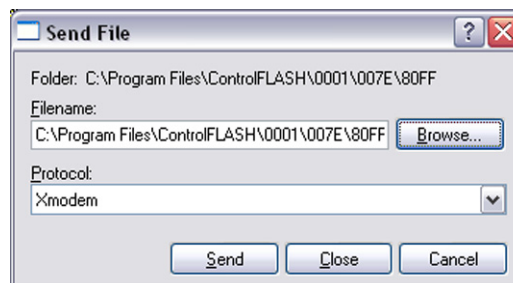 Send File
Folder: C:\Program Files\ControlFLASH\0001\007E\80FF
Filename:
C:\Program Files\ControlFLASH\0001\007E\80FF Browse...
Protocol:
Xmodem
Send Close Cancel